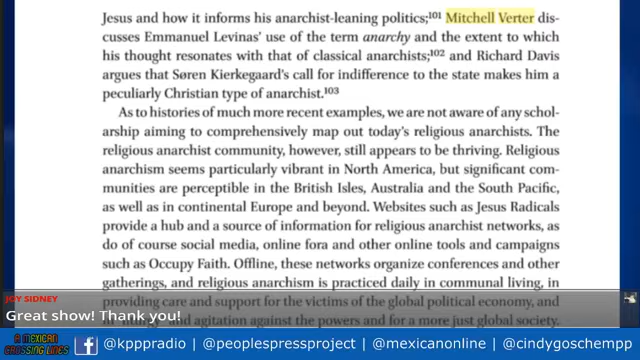 Jesus and how it informs his anarchist-leaning politics;101 Mitchell Verter dis-
cusses Emmanuel Levinas' use of the term anarchy and the extent to which
his thought resonates with that of classical anarchists;102 and Richard Davis
argues that Søren Kierkegaard's call for indifference to the state makes him a
peculiarly Christian type of anarchist.103
As to histories of much more recent examples, we are not aware of any schol-
arship aiming to comprehensively map out today's religious anarchists. The
religious anarchist community, however, still appears to be thriving. Religious
anarchism seems particularly vibrant in North America, but significant com-
munities are perceptible in the British Isles, Australia and the South Pacific,
as well as in continental Europe and beyond. Websites such as Jesus Radicals
provide a hub and a source of information for religious anarchist networks, as
do of course social media, online fora and other online tools and campaigns
such as Occupy Faith. Offline, these networks organize conferences and other
gatherings, and religious anarchism is practiced daily in communal living, in
providing care and support for the victims of the global political economy, and
and agitation against the powers and for a more just global society.
JOY SIDNEY
Great show! Thank you!
A MEXICAN
CROSSING LINES
f @kpppradio | @peoplespressproject | @mexicanonline | @cindygoschempp